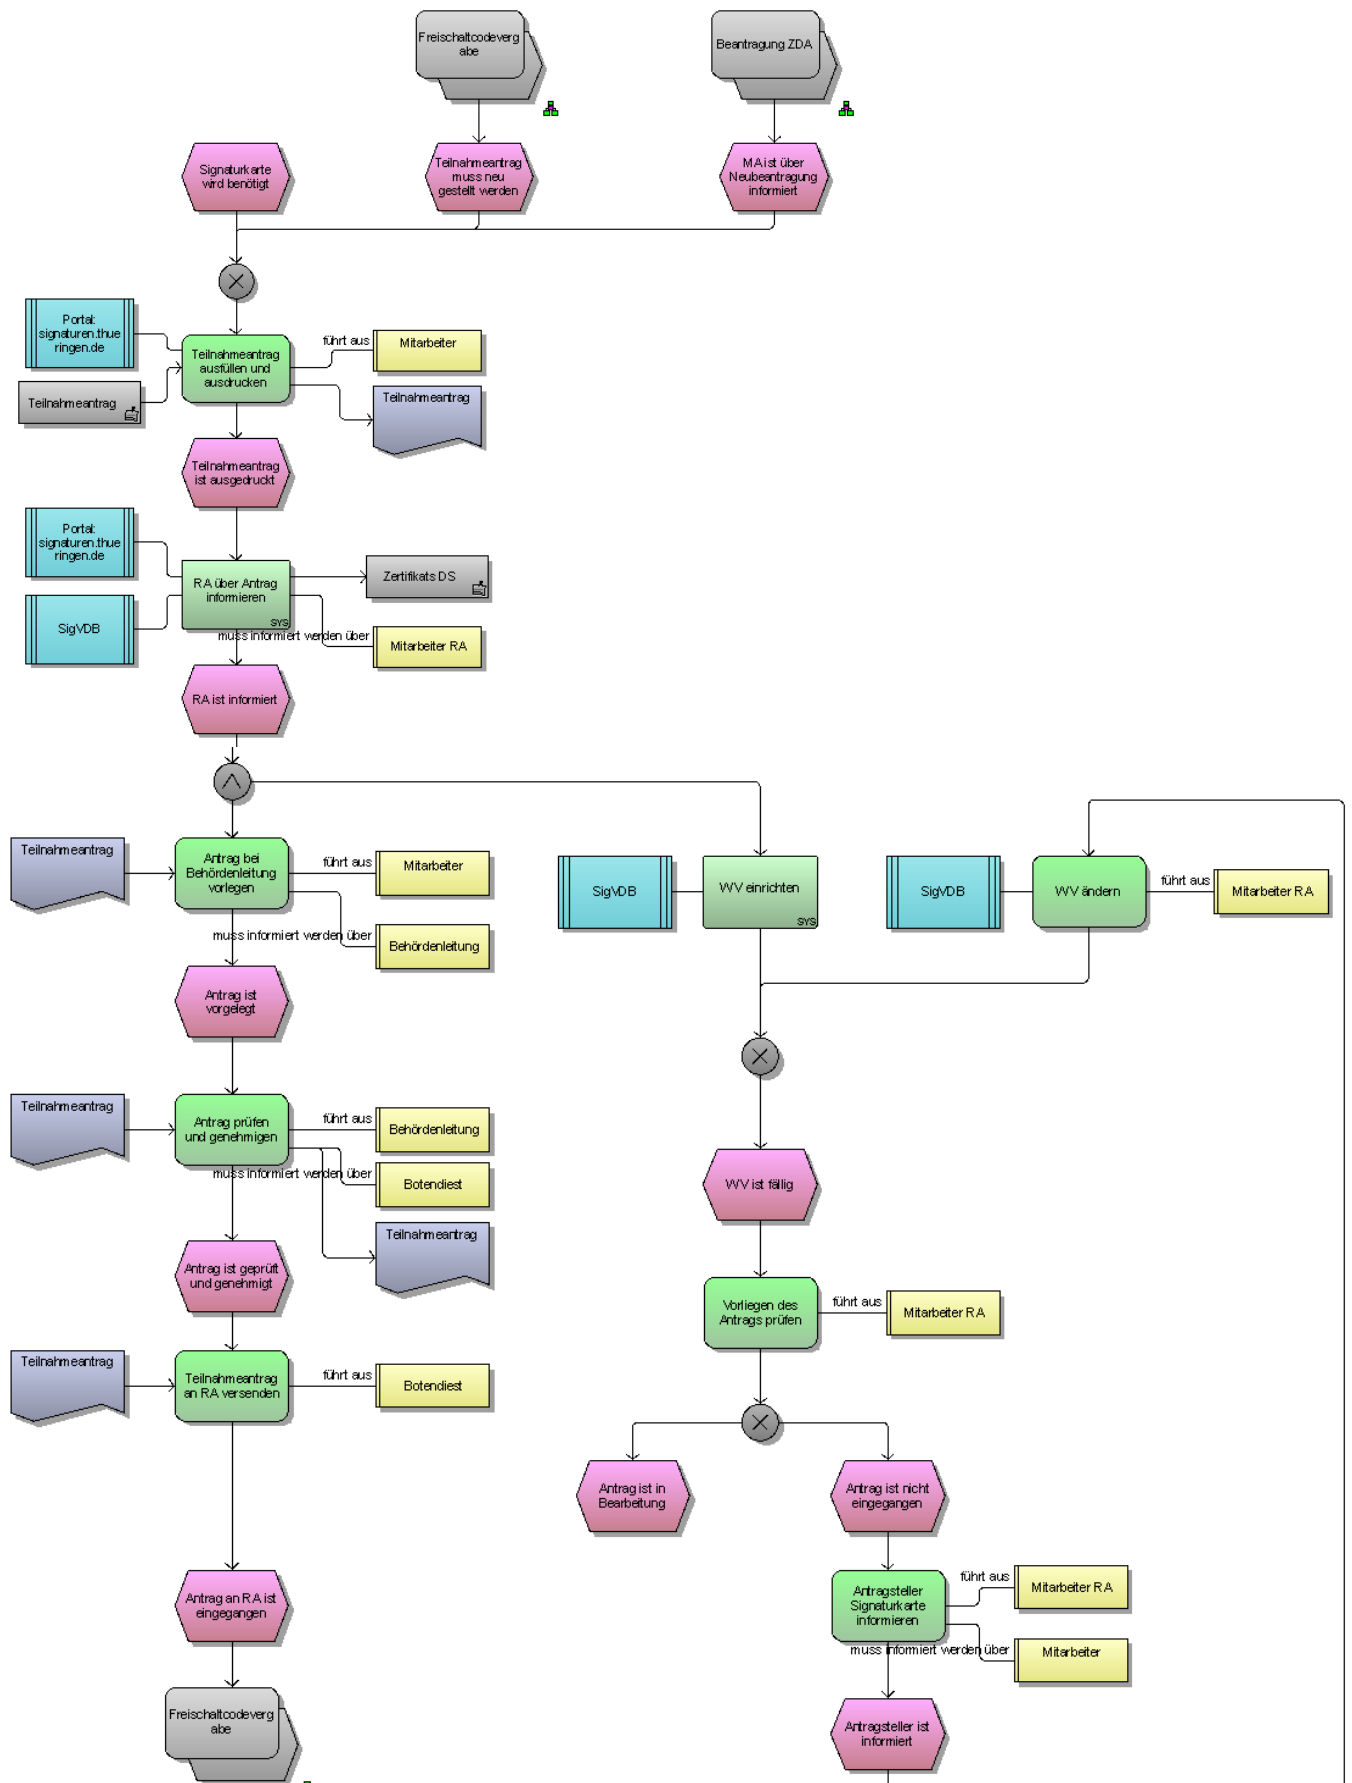 Freischaltcodeverg
abe
Beantragung ZDA
Signaturkarte
wird benötigt
Teilnahmeantrag
muss neu
gestellt werden
MA ist über
Neubeantragung
informiert
Portal:
signaturen.thue
ringen.de
Teilnahmeantrag
ausfüllen und
ausdrucken
führt aus
Mitarbeiter
Teilnahmeantrag
Teilnahmeantrag
Teilnahmeantrag
ist ausgedruckt
Portal:
signaturen.thue
ringen.de
RA über Antrag
informieren
SYS
Zertifikats DS
SigVDB
muss informiert werden über
Mitarbeiter RA
RA ist informiert
Teilnahmeantrag
Antrag bei
Behördenleitung
vorlegen
führt aus
Mitarbeiter
muss informiert werden über
Behördenleitung
SigVDB
WV einrichten
SYS
SigVDB
WV ändern
führt aus
Mitarbeiter RA
Antrag ist
vorgelegt
Teilnahmeantrag
Antrag prüfen
und genehmigen
führt aus
Behördenleitung
muss informiert werden über
Botendiest
Teilnahmeantrag
WV ist fällig
Antrag ist geprüft
und genehmigt
Vorliegen des
Antrags prüfen
führt aus
Mitarbeiter RA
Teilnahmeantrag
Teilnahmeantrag
an RA versenden
führt aus
Botendiest
Antrag ist in
Bearbeitung
Antrag ist nicht
eingegangen
Antrag an RA ist
eingegangen
Antragsteller
Signaturkarte
informieren
führt aus
Mitarbeiter RA
muss informiert werden über
Mitarbeiter
Freischaltcodeverg
abe
Antragsteller ist
informiert